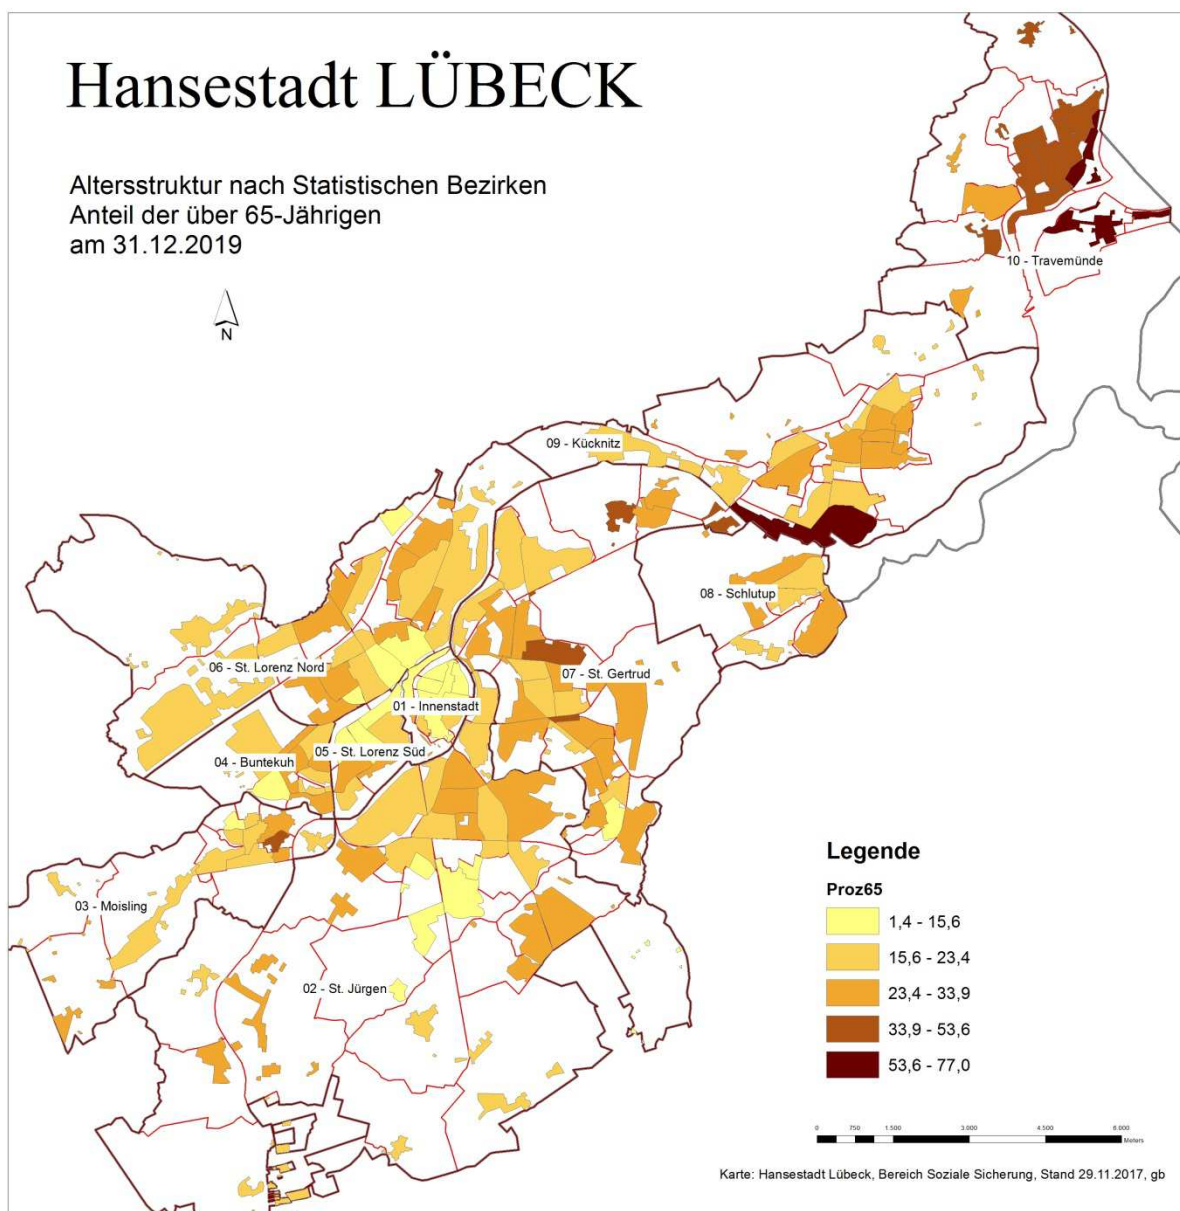 Hansestadt LÜBECK
Altersstruktur nach Statistischen Bezirken
Anteil der über 65-Jährigen
am 31.12.2019
N
10 - Travemünde
09 - Kücknitz
08 - Schlutup
06 - St. Lorenz Nord
07 - St. Gertrud
01 - Innenstadt
05 - St. Lorenz Süd
04 - Buntekuh
03 - Moisling
02 - St. Jürgen
Legende
Proz65
1,4 - 15,6
15,6 - 23,4
23,4 - 33,9
33,9 - 53,6
53,6 - 77,0
0 750 1.500 3.000 4.500 6.000
Meters
Karte: Hansestadt Lübeck, Bereich Soziale Sicherung, Stand 29.11.2017, gb